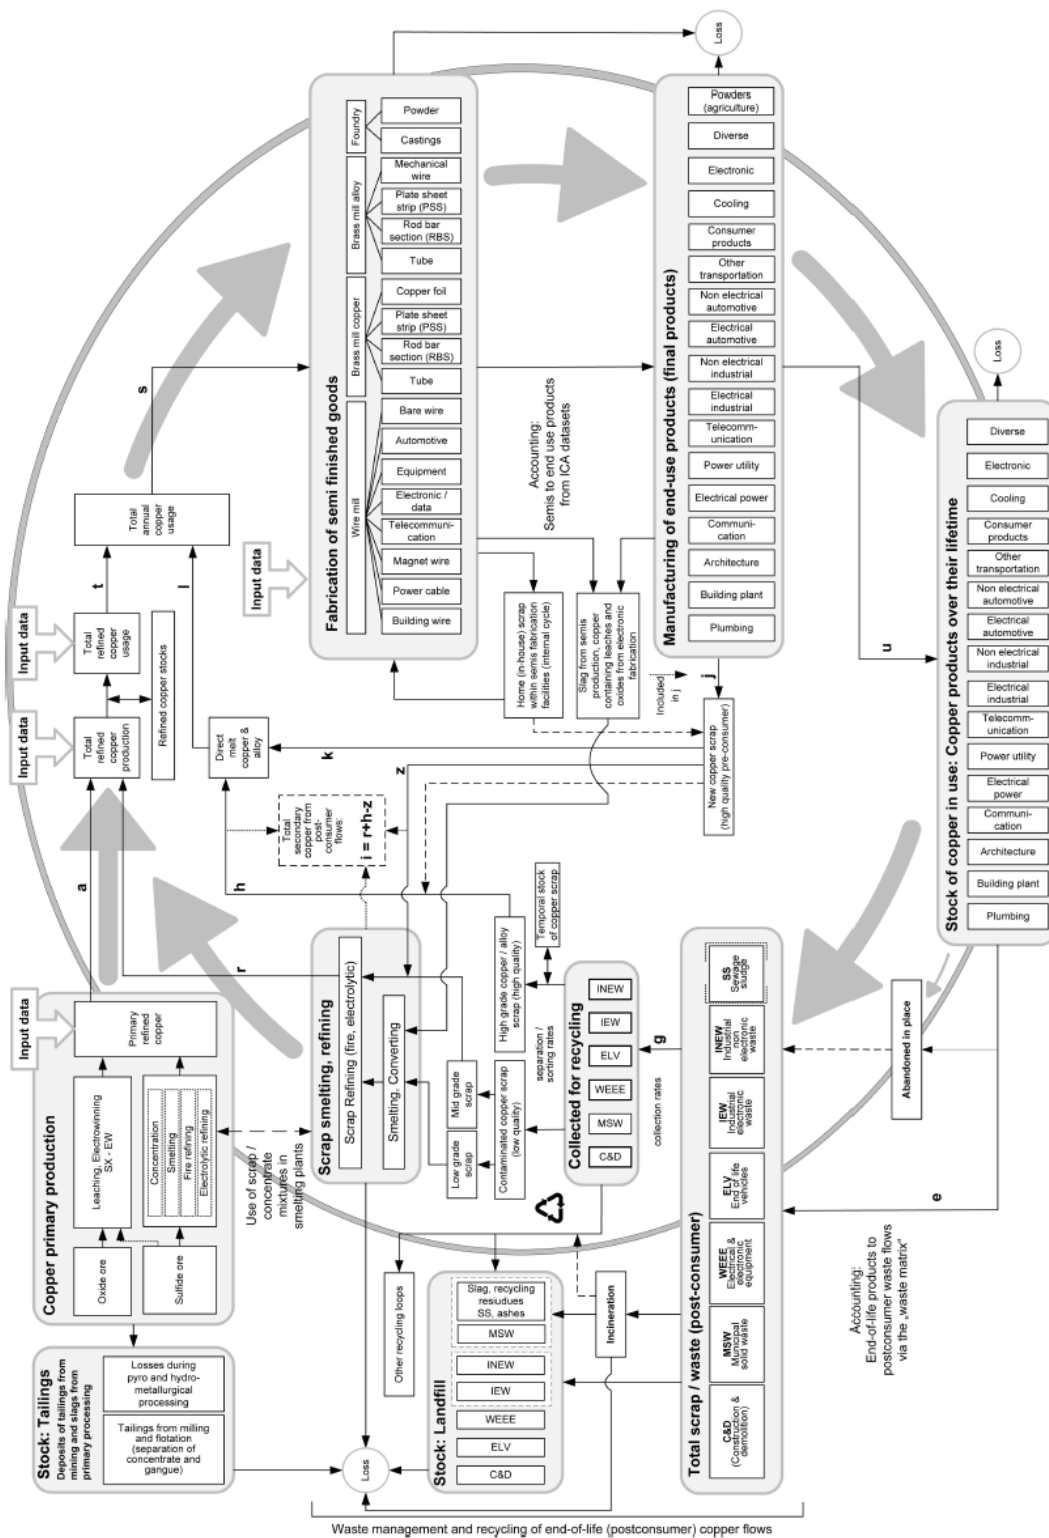 Stock: Tailings
Deposits of tailings from
mining and slags from
primary processing
Tailings from milling
and flotation
(separation of
concentrate and
gangue)
Losses during
pyro and hydro-
metallurgical
processing
Copper primary production
Oxide ore
Sulfide ore
Leaching, Electrowinning
SX - EW
Concentration
Smelting
Fire refining
Electrolytic refining
Primary
refined
copper
Input data
a
r
Use of scrap /
concentrate
mixtures in
smelting plants
Input data
Total
refined
copper
production
Refined copper stocks
Input data
Total
refined
copper
usage
t
Total
annual
copper
usage
s
l
Direct
melt
copper &
alloy
k
h
z
Total
secondary
copper from
post-
consumer
flows:
i = r+h-z
Input data
Fabrication of semi finished goods
Wire mill
Brass mill copper
Brass mill alloy
Foundry
Building wire
Power cable
Magnet wire
Telecommuni-
cation
Electronic /
data
Equipment
Automotive
Bare wire
Tube
Rod bar
section (RBS)
Plate sheet
strip (PSS)
Copper foil
Tube
Rod bar
section (RBS)
Plate sheet
strip (PSS)
Mechanical
wire
Castings
Powder
Loss
Scrap smelting, refining
Scrap Refining (fire, electrolytic)
Smelting, Converting
Low grade
scrap
Mid grade
scrap
Contaminated copper scrap
(low quality)
High grade copper / alloy
scrap (high quality)
Temporal stock
of copper scrap
separation /
sorting rates
Home (in-house) scrap
within semis fabrication
facilities (internal cycle)
Slag from semis
production, copper
containing leaches and
oxides from electronic
fabrication
Accounting:
Semis to end use products
from ICA datasets
Included
in j
j
New copper scrap
(high quality pre-consumer)
Manufacturing of end-use products (final products)
Plumbing
Building plant
Architecture
Communi-
cation
Electrical power
Power utility
Telecomm-
unication
Electrical
industrial
Non electrical
industrial
Electrical
automotive
Non electrical
automotive
Other
transportation
Consumer
products
Cooling
Electronic
Diverse
Powders
(agriculture)
u
Collected for recycling
C&D
MSW
WEEE
ELV
IEW
INEW
collection rates
g
Other recycling loops
Loss
Stock: Landfill
C&D
ELV
WEEE
IEW
INEW
MSW
Slag, recycling
resiudues
SS, ashes
Incineration
Total scrap / waste (post-consumer)
C&D
(Construction &
demolition)
MSW
Municipal
solid waste
WEEE
Electrical &
electronic
equipment
ELV
End of life
vehicles
IEW
Industrial
electronic
waste
INEW
Industrial
non
electronic
waste
SS
Sewage
sludge
Abandoned in place
e
Accounting:
End-of-life products to
postconsumer waste flows
via the „waste matrix“
Stock of copper in use: Copper products over their lifetime
Plumbing
Building plant
Architecture
Communi-
cation
Electrical
power
Power utility
Telecomm-
unication
Electrical
industrial
Non electrical
industrial
Electrical
automotive
Non electrical
automotive
Other
transportation
Consumer
products
Cooling
Electronic
Diverse
Loss
Waste management and recycling of end-of-life (postconsumer) copper flows